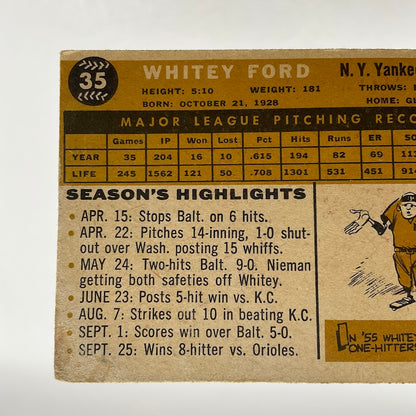 35 WHITEY FORD N. Y. Yanke
HEIGHT: 5:10 WEIGHT: 181 THROWS:
BORN: OCTOBER 21, 1928 HOME:
MAJOR LEAGUE PITCHING RECO
Games IP Won Lost Pct. Hits Runs ER SO
YEAR 35 204 16 10 .615 194 82 69 11
LIFE 245 1562 121 50 .708 1301 531 451 914
SEASON'S HIGHLIGHTS
• APR. 15: Stops Balt. on 6 hits.
• APR. 22: Pitches 14-inning, 1-0 shut-
out over Wash. posting 15 whiffs.
• MAY 24: Two-hits Balt. 9-0. Nieman
getting both safeties off Whitey.
• JUNE 23: Posts 5-hit win vs. K.C.
• AUG. 7: Strikes out 10 in beating K.C.
• SEPT. 1: Scores win over Balt. 5-0.
• SEPT. 25: Wins 8-hitter vs. Orioles.
IN '55 WHITE
ONE-HITTER